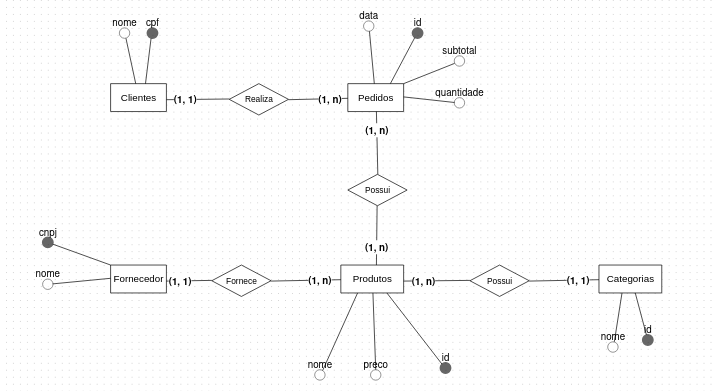 nome cpf
data
id
subtotal
quantidade
Clientes (1, 1) Realiza (1, n) Pedidos
(1, n)
Possui
(1, n)
cnpj
nome
Fornecedor (1, 1) Fornece (1, n) Produtos (1, n) Possui (1, 1) Categorias
nome id
nome preco id